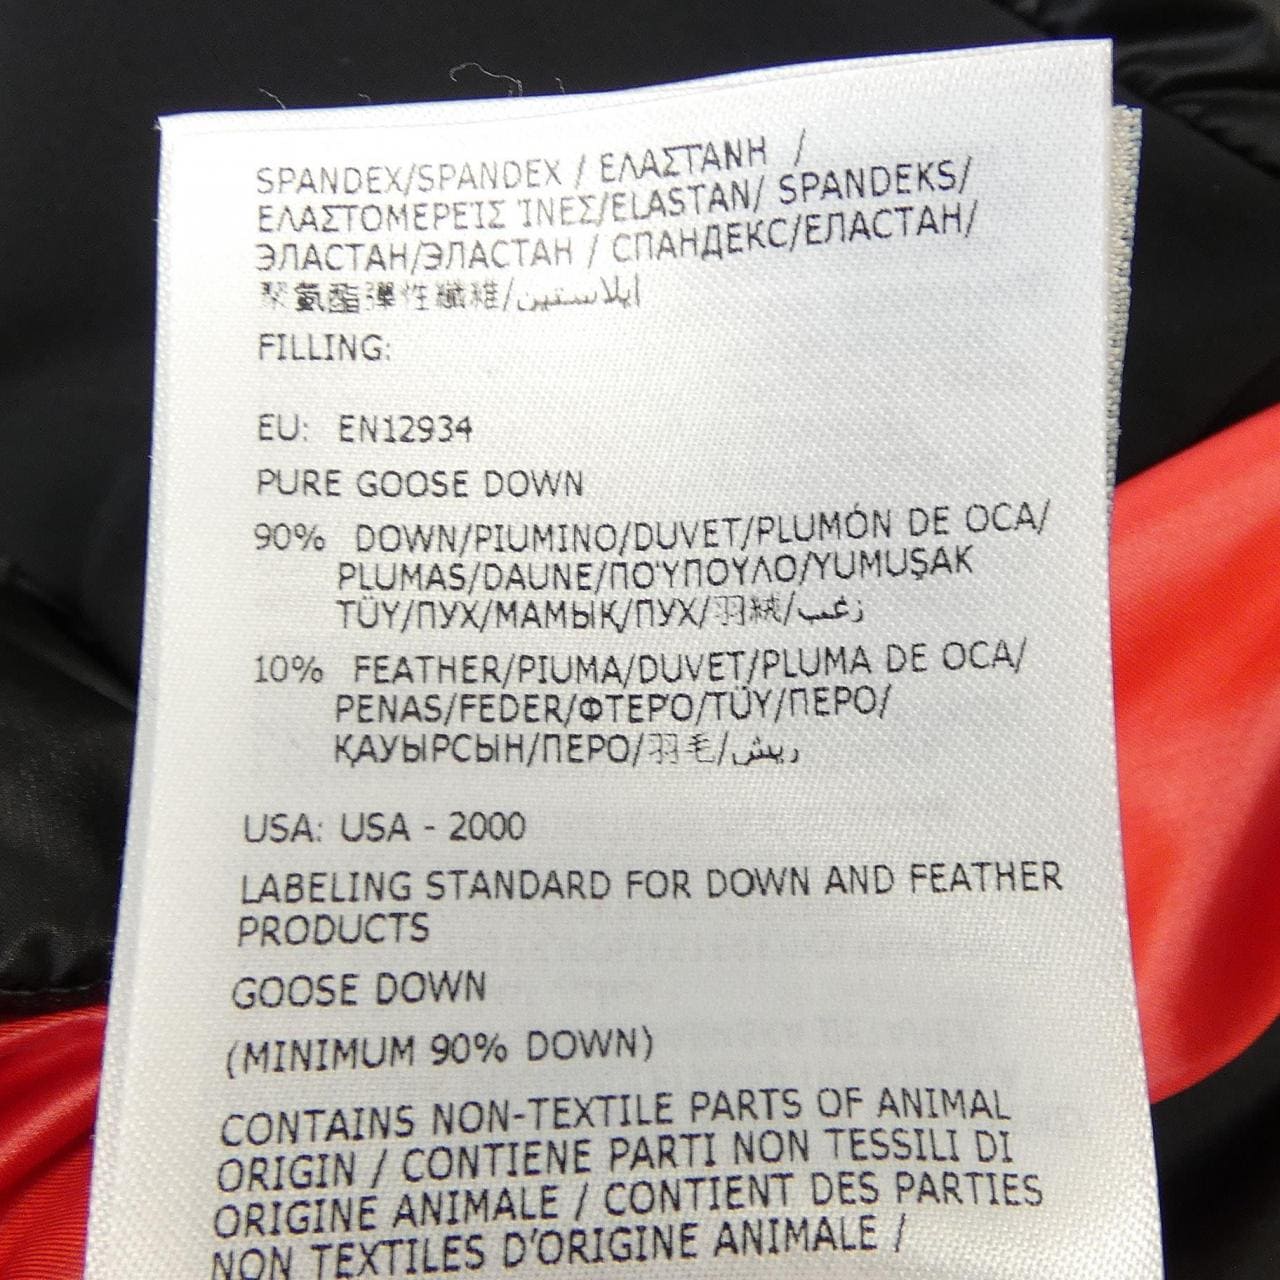 SPANDEX/SPANDEX / ΕΛΑΣΤΑΝΗ /
ΕΛΑΣΤΟΜΕΡΕΊΣ ΊΝΕΣ/ELASTAN/ SPANDEKS/
ЭЛАСТАН/ЭЛАСТАН / СПАНДЕКС/ЕЛАСТАН/
聚氨酯彈性纖維/ايلاستين
FILLING:
EU: EN12934
PURE GOOSE DOWN
90% DOWN/PIUMINO/DUVET/PLUMÓN DE OCA/
PLUMAS/DAUNE/ΠΟΎΠΟΥΛΟ/YUMUŞAK
TÜY/ПУХ/МАМЫҚ/ПУХ/羽絨/زغب
10% FEATHER/PIUMA/DUVET/PLUMA DE OCA/
PENAS/FEDER/ΦΤΕΡΌ/TÜY/ПЕРО/
ҚАУЫРСЫН/ПЕРО/羽毛/ريش
USA: USA - 2000
LABELING STANDARD FOR DOWN AND FEATHER
PRODUCTS
GOOSE DOWN
(MINIMUM 90% DOWN)
CONTAINS NON-TEXTILE PARTS OF ANIMAL
ORIGIN / CONTIENE PARTI NON TESSILI DI
ORIGINE ANIMALE / CONTIENT DES PARTIES
NON TEXTILES D'ORIGINE ANIMALE /